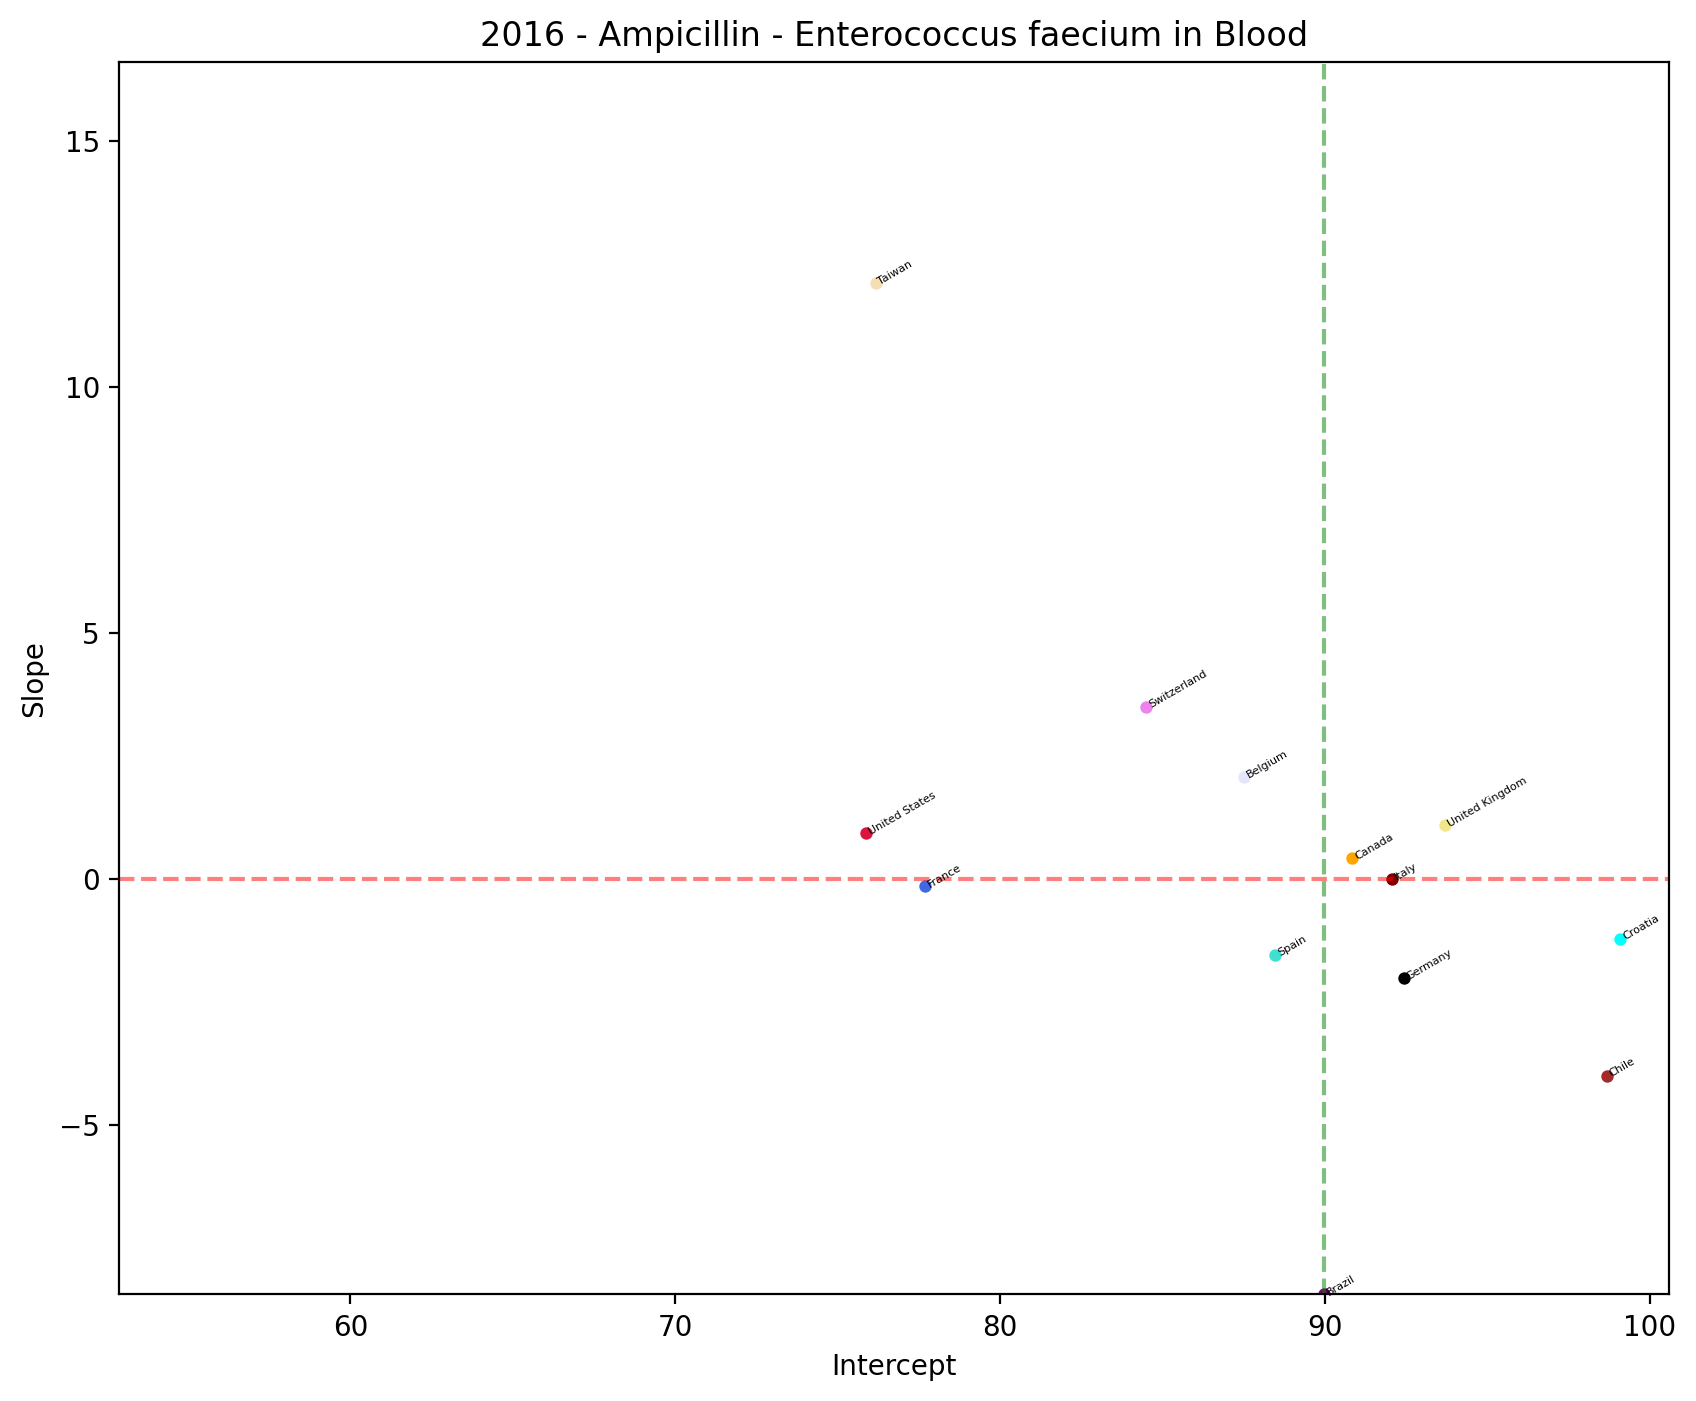 2016 - Ampicillin - Enterococcus faecium in Blood
15
10
5
0
−5
Slope
Taiwan
Switzerland
Belgium
United States
United Kingdom
Canada
France
Italy
Croatia
Spain
Germany
Chile
Brazil
60
70
80
90
100
Intercept